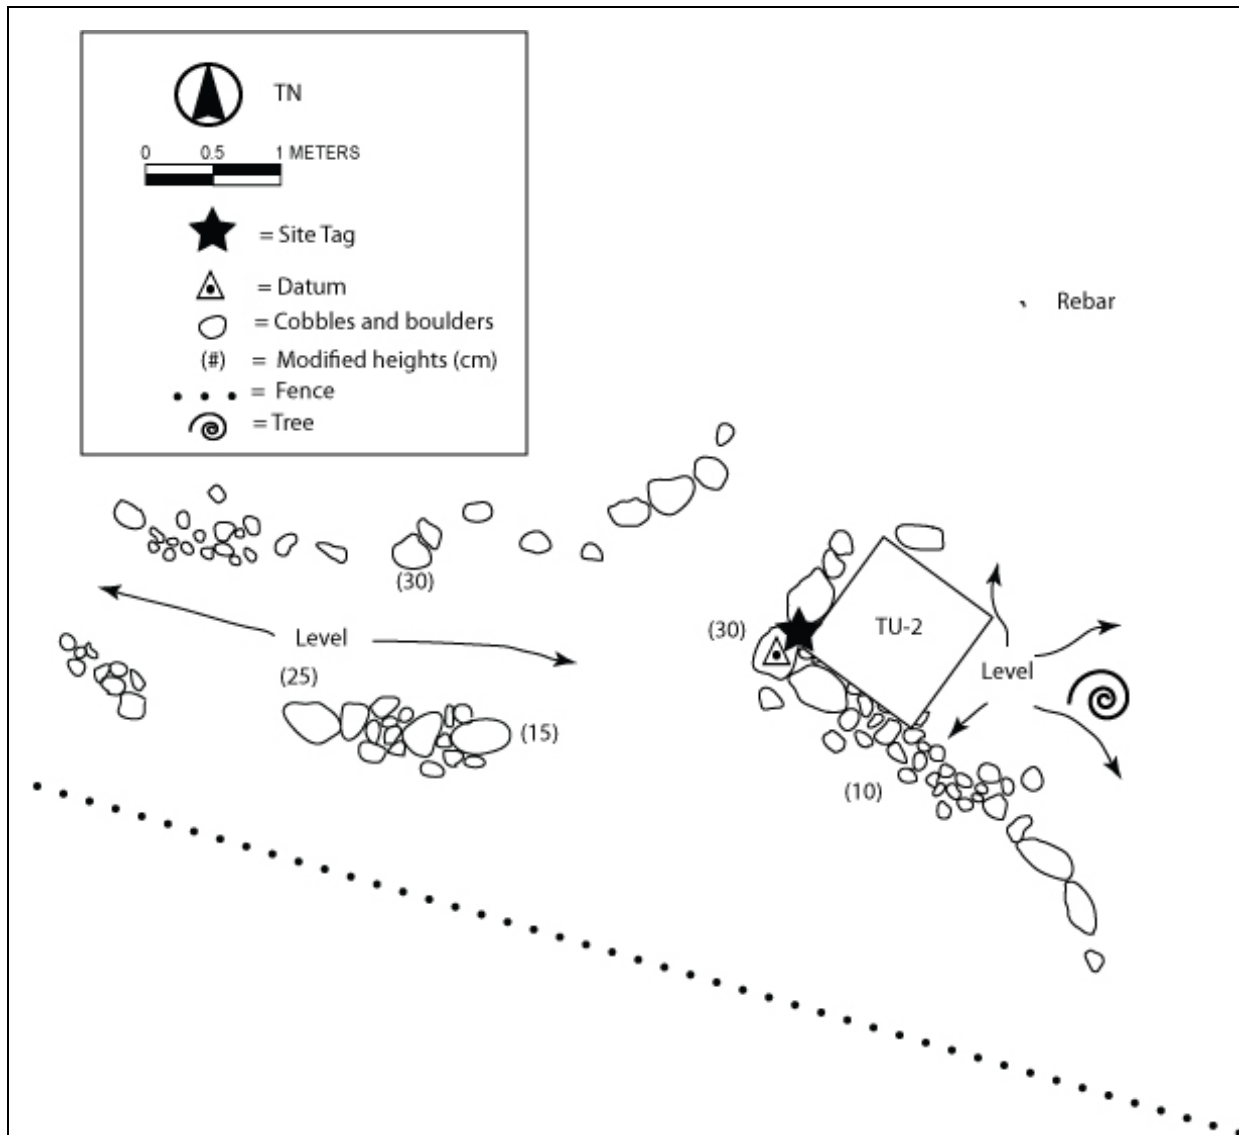 TN
0 0.5 1 METERS
= Site Tag
= Datum
= Cobbles and boulders
(#) = Modified heights (cm)
= Fence
= Tree
Rebar
(30)
(30)
TU-2
Level
Level
(25)
(15)
(10)